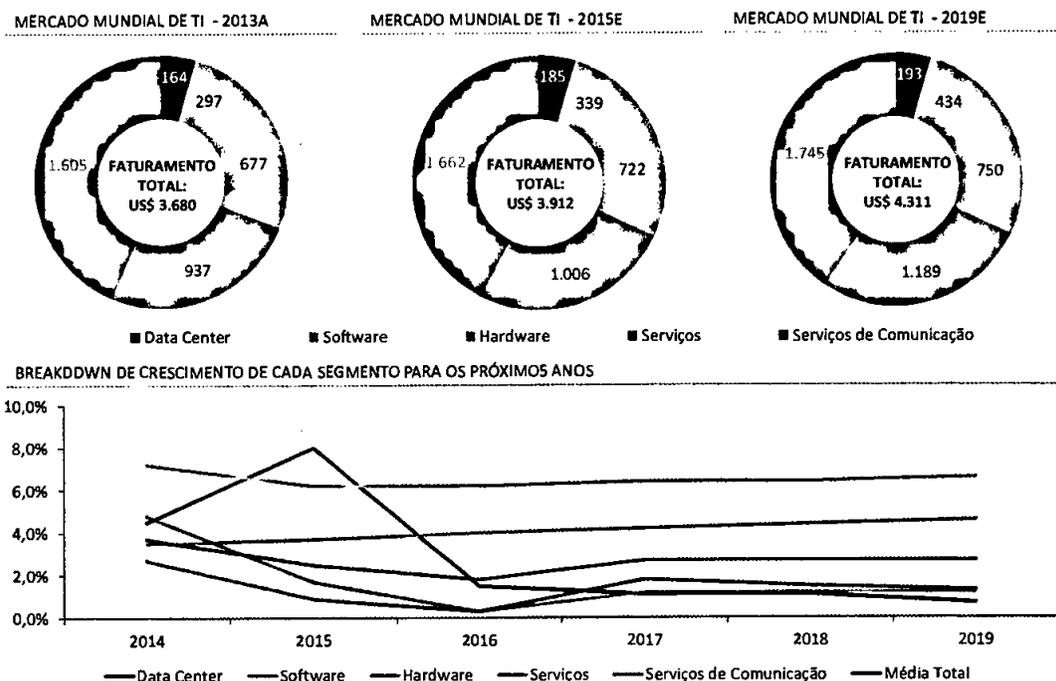 MERCADO MUNDIAL DE TI - 2013A
MERCADO MUNDIAL DE TI - 2015E
MERCADO MUNDIAL DE TI - 2019E
164
297
677
937
1.605
FATURAMENTO
TOTAL:
US$ 3.680
185
339
722
1.006
1 662
FATURAMENTO
TOTAL:
US$ 3.912
193
434
750
1.189
1.745
FATURAMENTO
TOTAL:
US$ 4.311
Data Center Software Hardware Serviços Serviços de Comunicação
BREAKDDWN DE CRESCIMENTO DE CADA SEGMENTO PARA OS PRÓXIMOS ANOS
10,0%
8,0%
6,0%
4,0%
2,0%
0,0%
2014 2015 2016 2017 2018 2019
Data Center Software Hardware Serviços Serviços de Comunicação Média Total